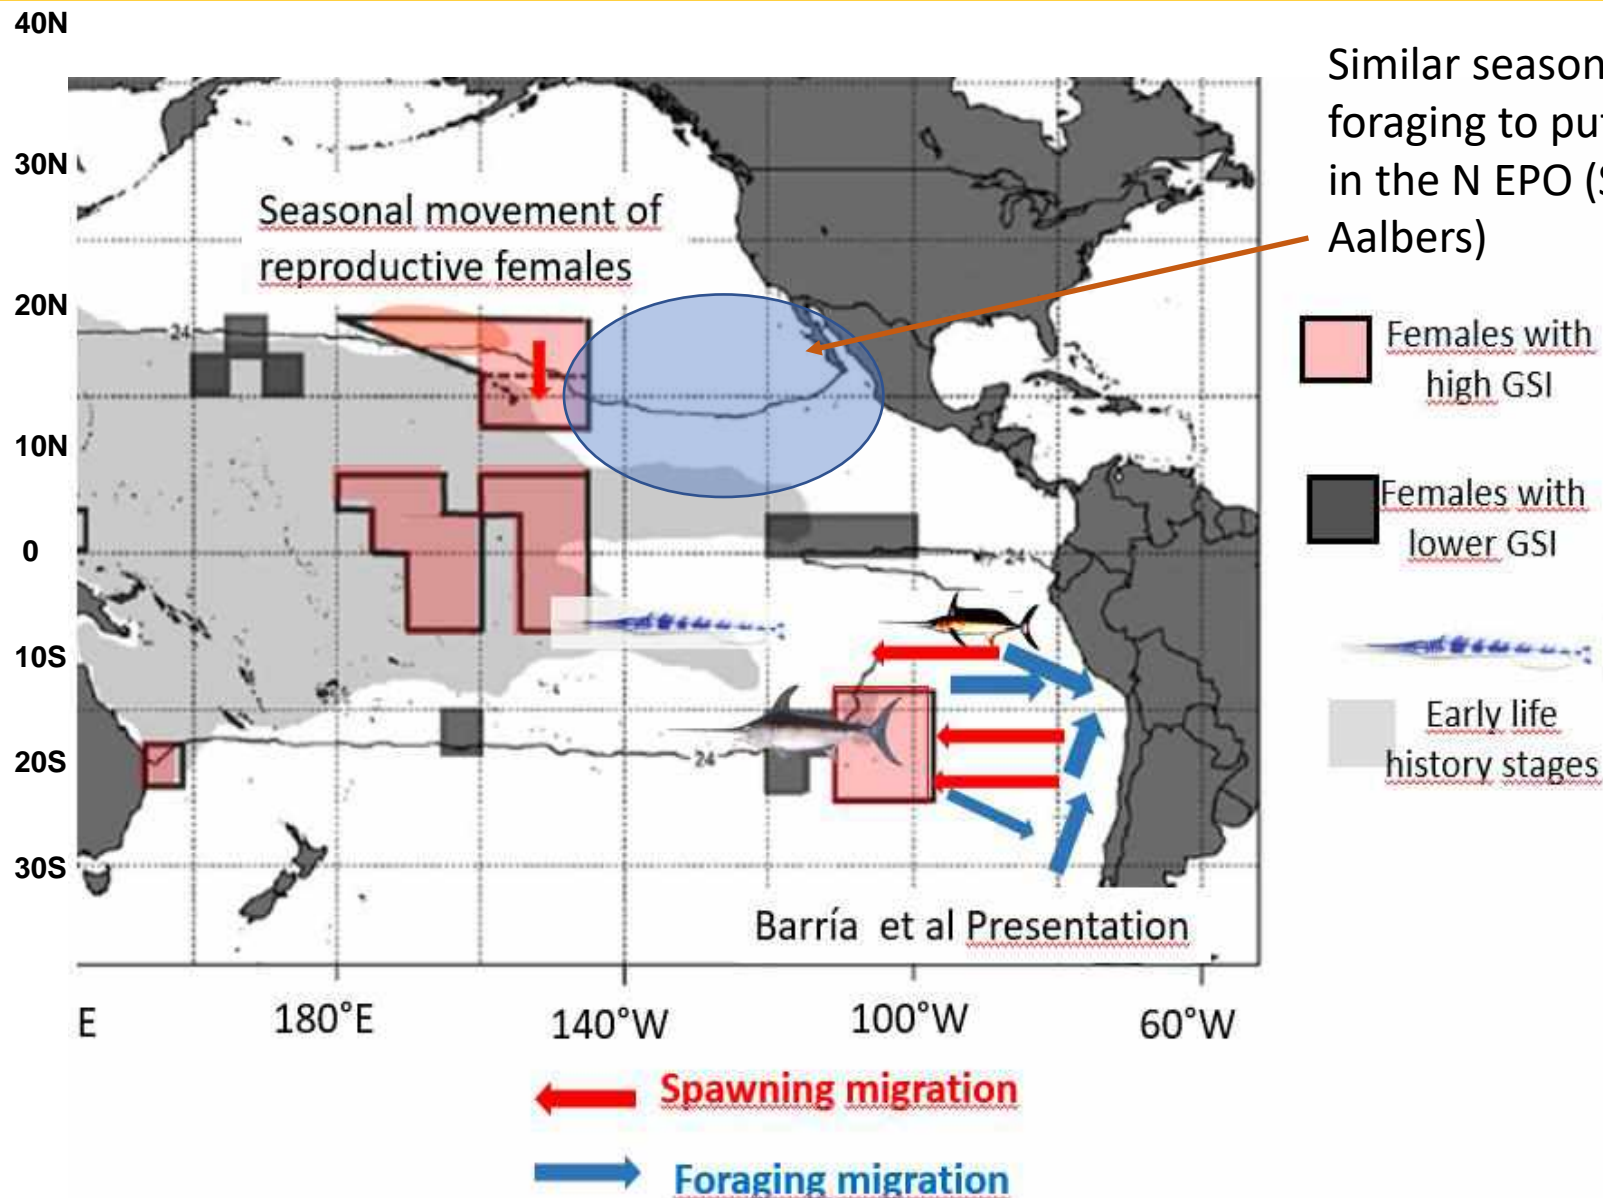 40N
30N
20N
10N
0
10S
20S
30S
Seasonal movement of
reproductive females
24
24
24
Barría et al Presentation
E
180°E
140°W
100°W
60°W
Spawning migration
Foraging migration
Similar season
foraging to put
in the N EPO (S
Aalbers)
Females with
high GSI
Females with
lower GSI
Early life
history stages